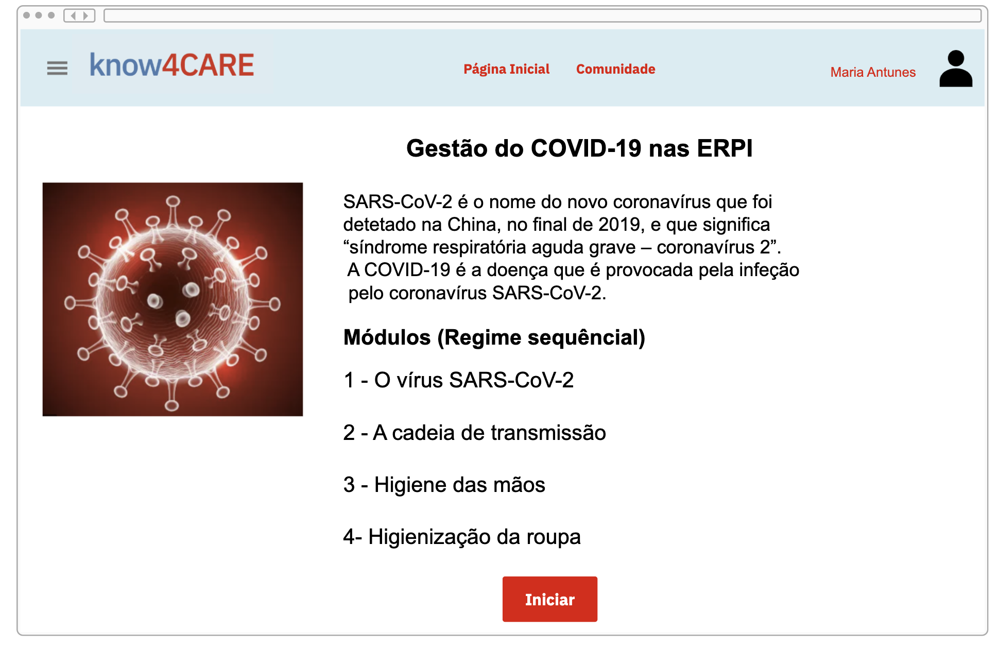 know4CARE
Página Inicial
Comunidade
Maria Antunes
Gestão do COVID-19 nas ERPI
SARS-CoV-2 é o nome do novo coronavírus que foi
detetado na China, no final de 2019, e que significa
“síndrome respiratória aguda grave – coronavírus 2”.
A COVID-19 é a doença que é provocada pela infeção
pelo coronavírus SARS-CoV-2.
Módulos (Regime sequêncial)
1 - O vírus SARS-CoV-2
2 - A cadeia de transmissão
3 - Higiene das mãos
4- Higienização da roupa
Iniciar